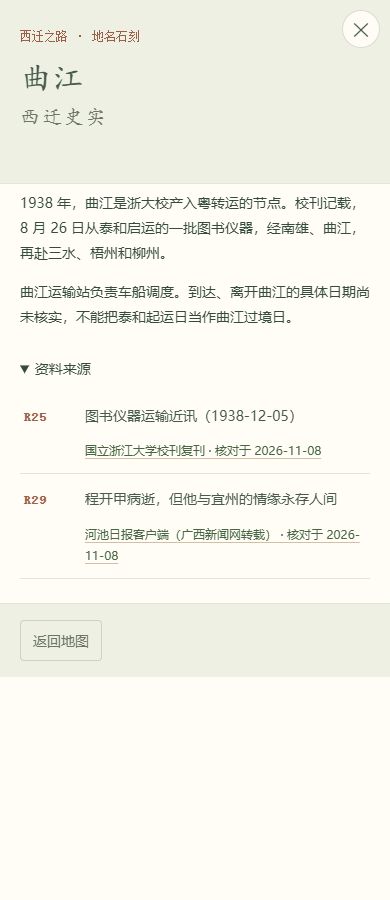 西迁之路 · 地名石刻
曲江
西迁史实
1938 年，曲江是浙大校产入粤转运的节点。校刊记载，
8 月 26 日从泰和启运的一批图书仪器，经南雄、曲江，
再赴三水、梧州和柳州。
曲江运输站负责车船调度。到达、离开曲江的具体日期尚
未核实，不能把泰和起运日当作曲江过境日。
▼ 资料来源
R25 图书仪器运输近讯（1938-12-05）
国立浙江大学校刊复刊 · 核对于 2026-11-08
R29 程开甲病逝，但他与宜州的情缘永存人间
河池日报客户端（广西新闻网转载） · 核对于 2026-
11-08
返回地图